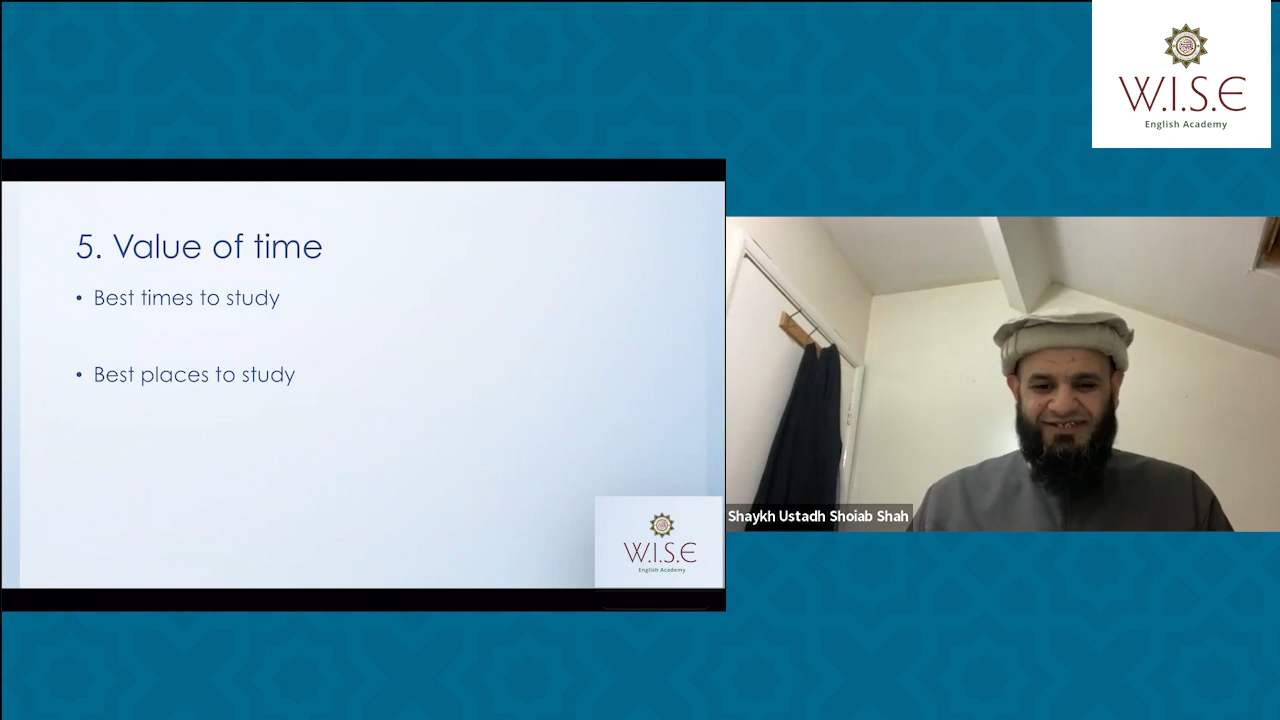 W.I.S.E
English Academy
5. Value of time
• Best times to study
• Best places to study
W.I.S.E
English Academy
Shaykh Ustadh Shoiab Shah